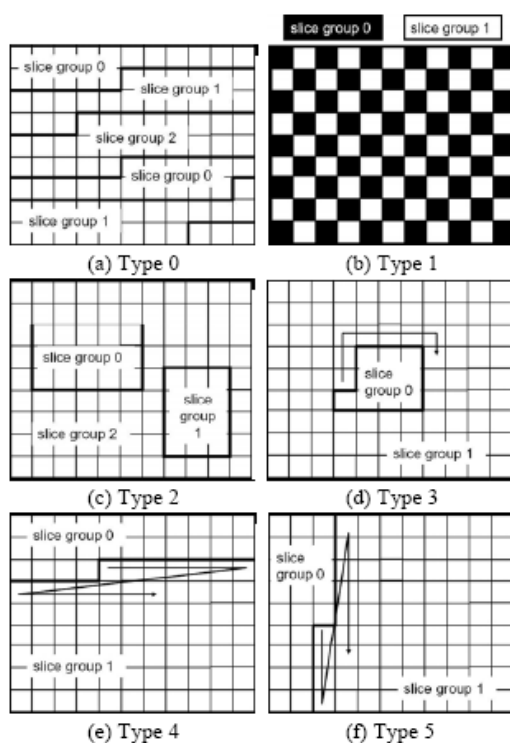 slice group 0
slice group 1
slice group 0
slice group 1
slice group 2
slice group 0
slice group 1
(a) Type 0
(b) Type 1
slice group 0
slice
group
1
slice group 2
slice
group 0
slice group 1
(c) Type 2
(d) Type 3
slice group 0
slice group 1
slice
group 0
slice group 1
(e) Type 4
(f) Type 5